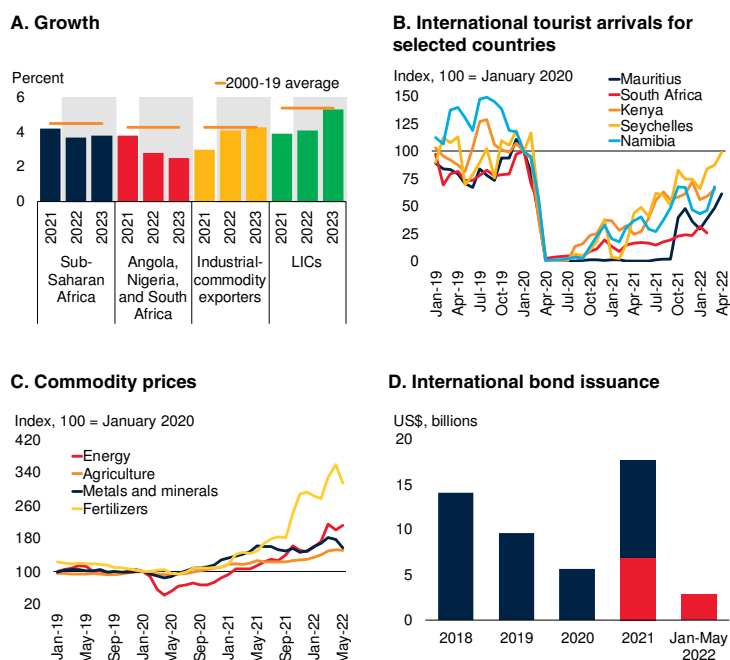 A. Growth
Percent
2000-19 average
6
4
2
0
2021
2022
2023
2021
2022
2023
2021
2022
2023
2021
2022
2023
Sub-
Saharan
Africa
Angola,
Nigeria,
and South
Africa
Industrial-
commodity
exporters
LICs
B. International tourist arrivals for
selected countries
Index, 100 = January 2020
Mauritius
South Africa
Kenya
Seychelles
Namibia
150
125
100
75
50
25
0
Jan-19
Apr-19
Jul-19
Oct-19
Jan-20
Apr-20
Jul-20
Oct-20
Jan-21
Apr-21
Jul-21
Oct-21
Jan-22
Apr-22
C. Commodity prices
Index, 100 = January 2020
420
340
260
180
100
20
Energy
Agriculture
Metals and minerals
Fertilizers
Jan-19
May-19
Sep-19
Jan-20
May-20
Sep-20
Jan-21
May-21
Sep-21
Jan-22
May-22
D. International bond issuance
US$, billions
20
15
10
5
0
2018
2019
2020
2021
Jan-May
2022